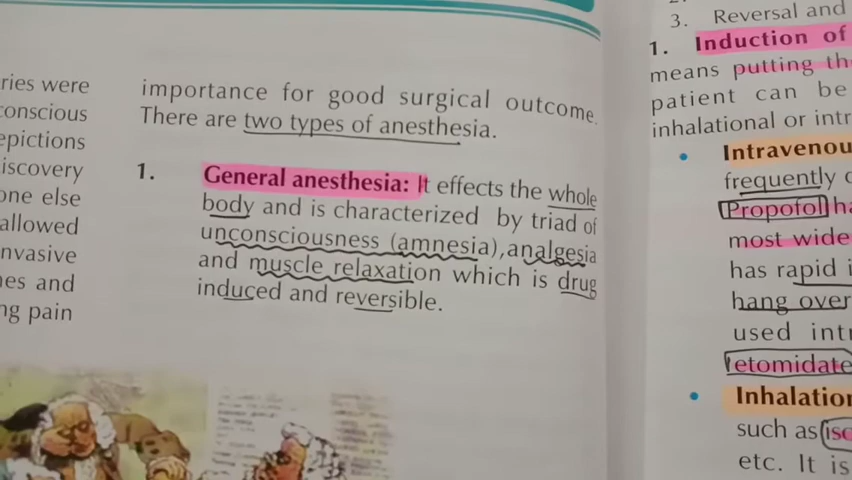 ries were
conscious
epictions
iscovery
one else
allowed
nvasive
nes and
ng pain
importance for good surgical outcome.
There are two types of anesthesia.
1. General anesthesia: It effects the whole
body and is characterized by triad of
unconsciousness (amnesia),analgesia
and muscle relaxation which is drug
induced and reversible.
3. Reversal and
1. Induction of
means putting th
patient can be
inhalational or intr
• Intravenou
frequently
Propofol ha
most wide
has rapid i
hang over
used int
etomidate
• Inhalation
such as isc
etc. It is